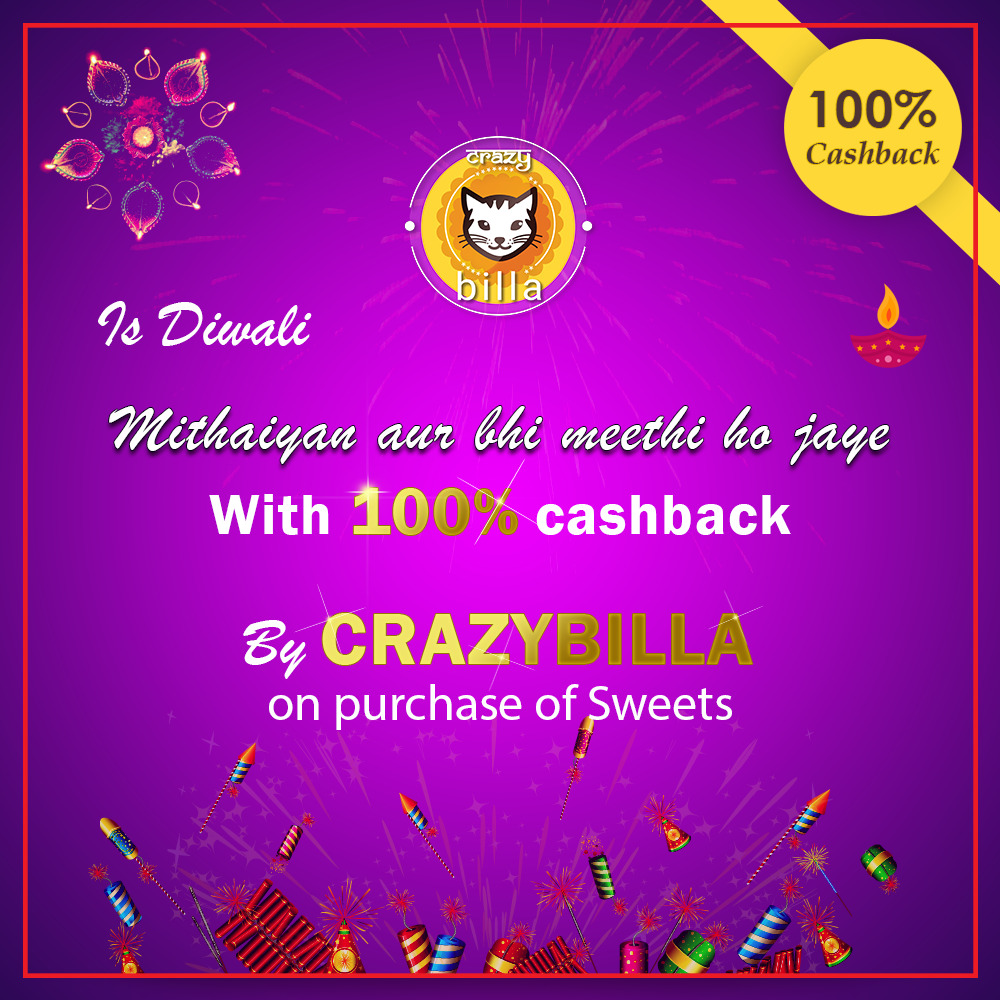 100%
Cashback
crazy
billa
Is Diwali
Mithaiyan aur bhi meethi ho jaye
With 100% cashback
By CRAZYBILLA
on purchase of Sweets